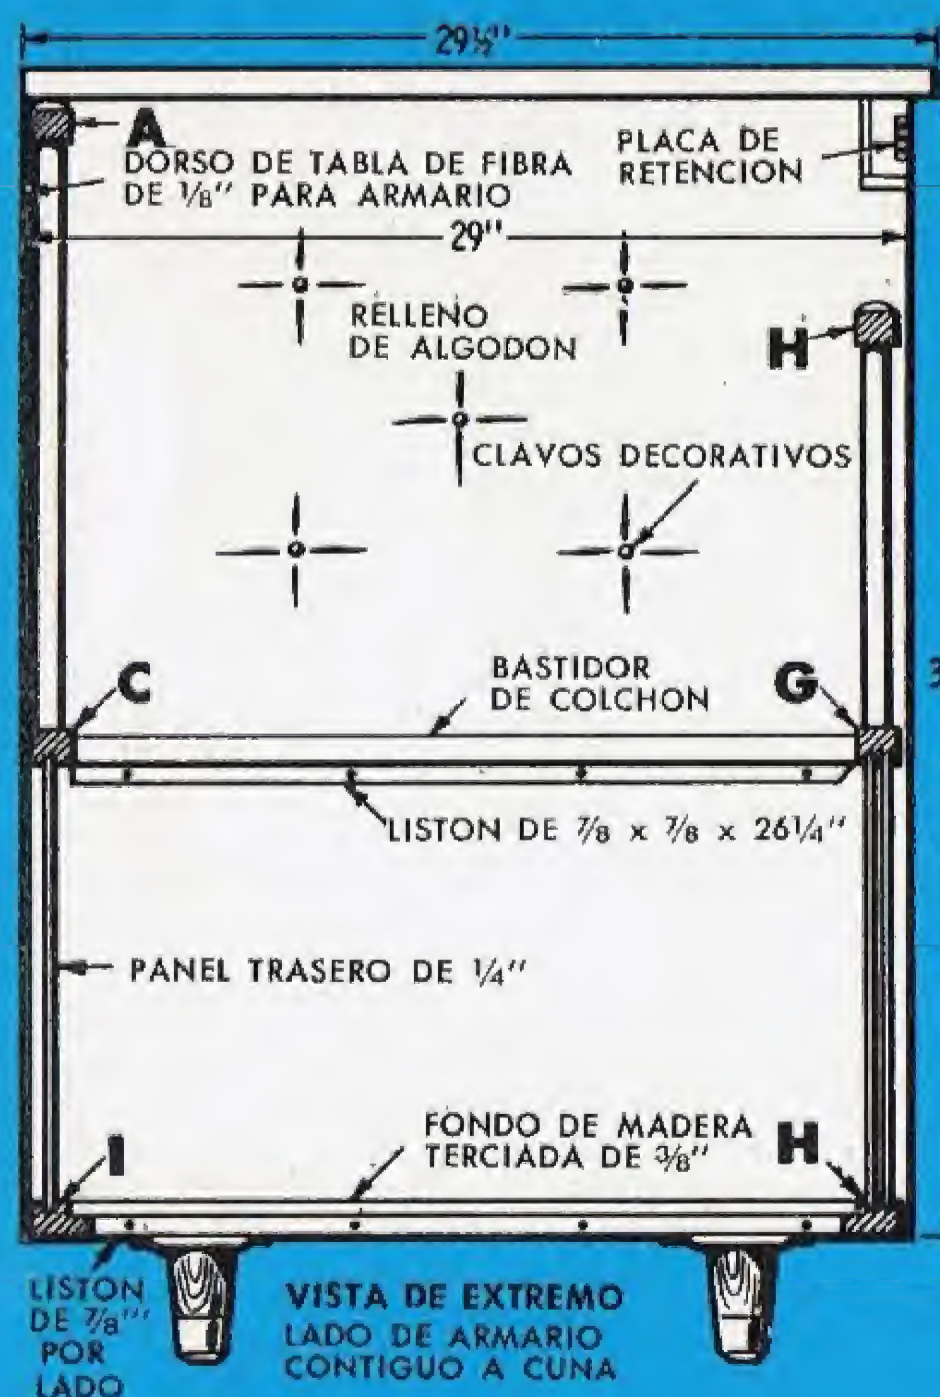 29½"
A
DORSO DE TABLA DE FIBRA
DE 1/8" PARA ARMARIO
PLACA DE
RETENCION
29"
RELLENO
DE ALGODON
H
CLAVOS DECORATIVOS
C
BASTIDOR
DE COLCHON
G
3
LISTON DE 7/8 x 7/8 x 26 1/4"
PANEL TRASERO DE 1/4"
I
FONDO DE MADERA
TERCIADA DE 3/8"
H
LISTON
DE 7/8"'
POR
LADO
VISTA DE EXTREMO
LADO DE ARMARIO
CONTIGUO A CUNA